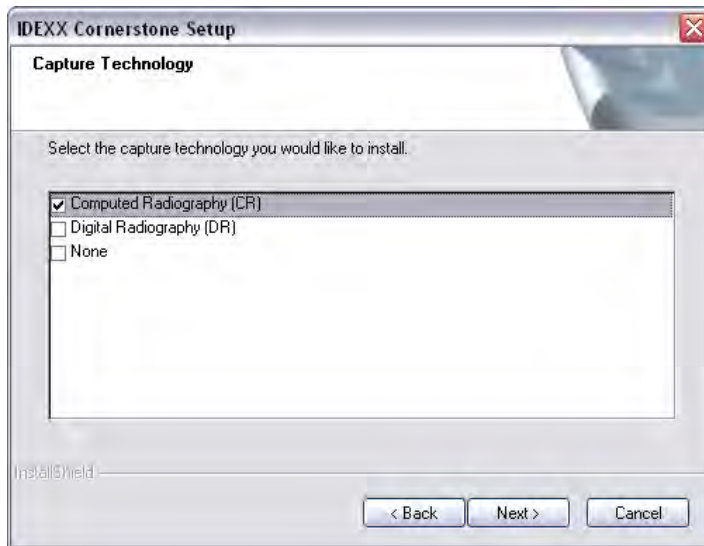 IDEXX Cornerstone Setup
Capture Technology
Select the capture technology you would like to install.
Computed Radiography (CR)
Digital Radiography (DR)
None
InstallShield
< Back Next > Cancel